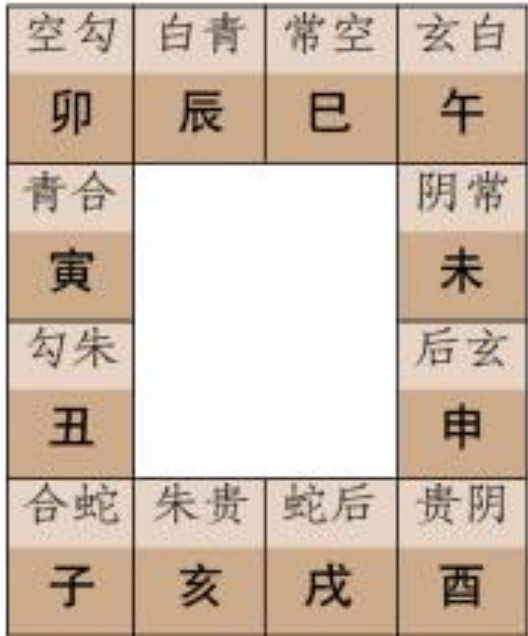 空勾 白青 常空 玄白
卯 辰 巳 午
青合 阴常
寅 未
勾朱 后玄
丑 申
合蛇 朱贵 蛇后 贵阴
子 亥 戌 酉